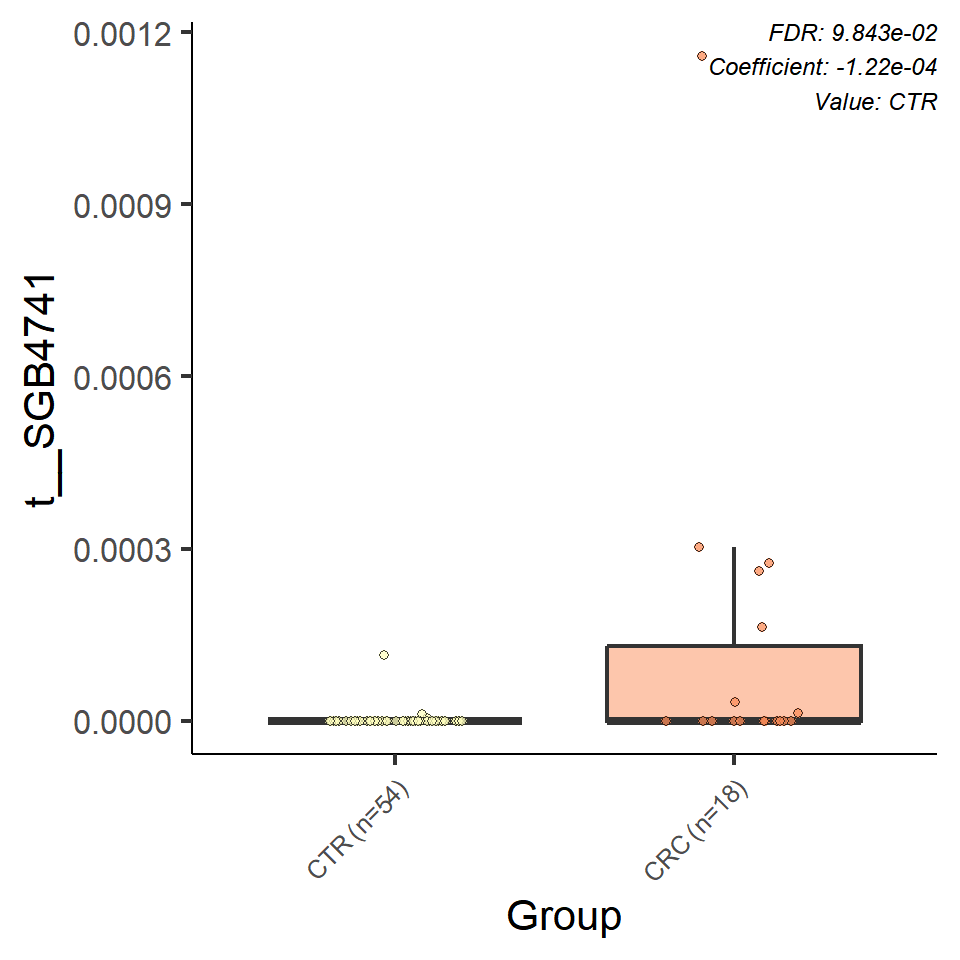 FDR: 9.843e-02
Coefficient: -1.22e-04
Value: CTR
t__SGB4741
0.0012
0.0009
0.0006
0.0003
0.0000
CTR (n=54)
CRC (n=18)
Group